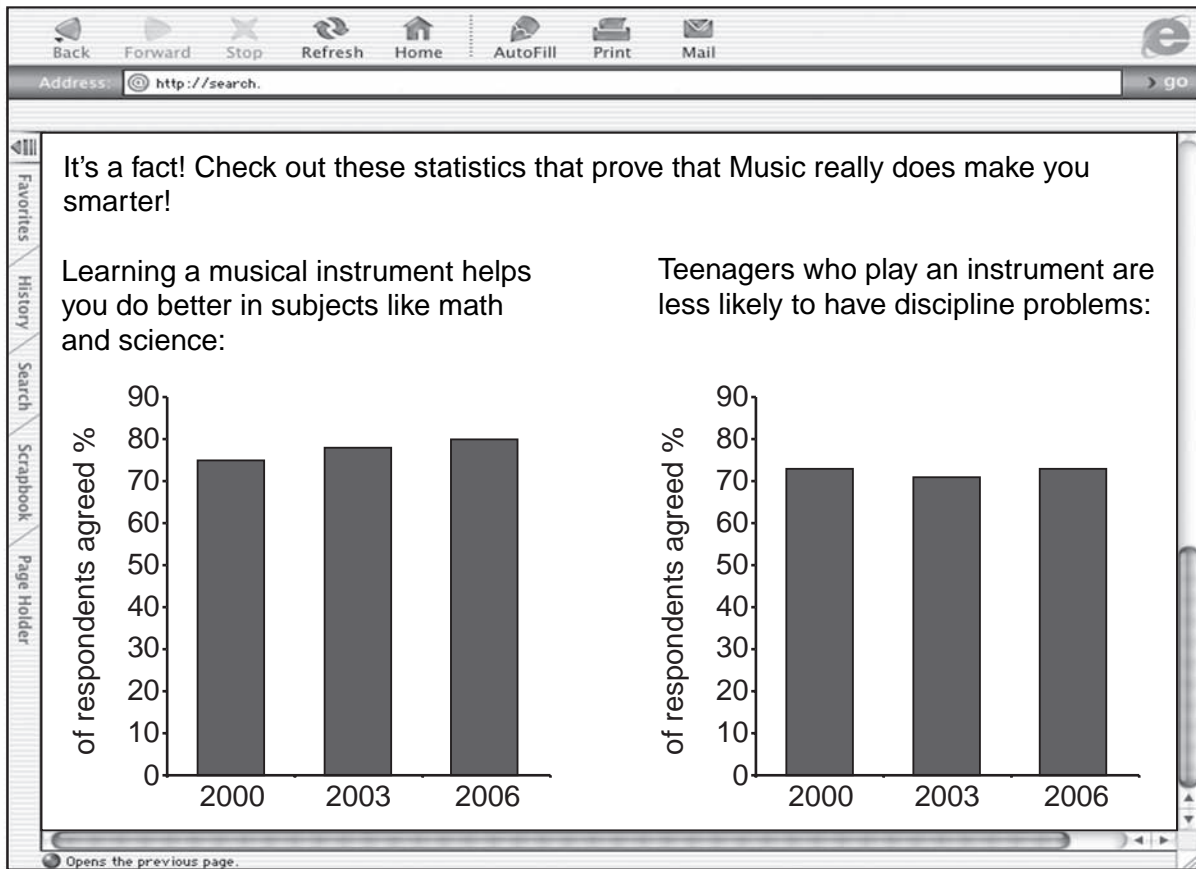 Back Forward Stop Refresh Home AutoFill Print Mail
Address: http://search. go
Favorites
History
Search
Scrapbook
Page Holder
It's a fact! Check out these statistics that prove that Music really does make you
smarter!
Learning a musical instrument helps
you do better in subjects like math
and science:
of respondents agreed %
90
80
70
60
50
40
30
20
10
0
2000 2003 2006
Teenagers who play an instrument are
less likely to have discipline problems:
of respondents agreed %
90
80
70
60
50
40
30
20
10
0
2000 2003 2006
Opens the previous page.